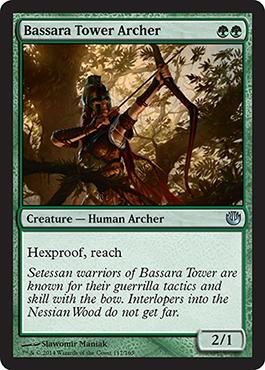 Bassara Tower Archer
Creature — Human Archer
Hexproof, reach
Setessan warriors of Bassara Tower are
known for their guerrilla tactics and
skill with the bow. Interlopers into the
Nessian Wood do not get far.
Slawomir Maniak
2/1
™ & © 2014 Wizards of the Coast 117/165